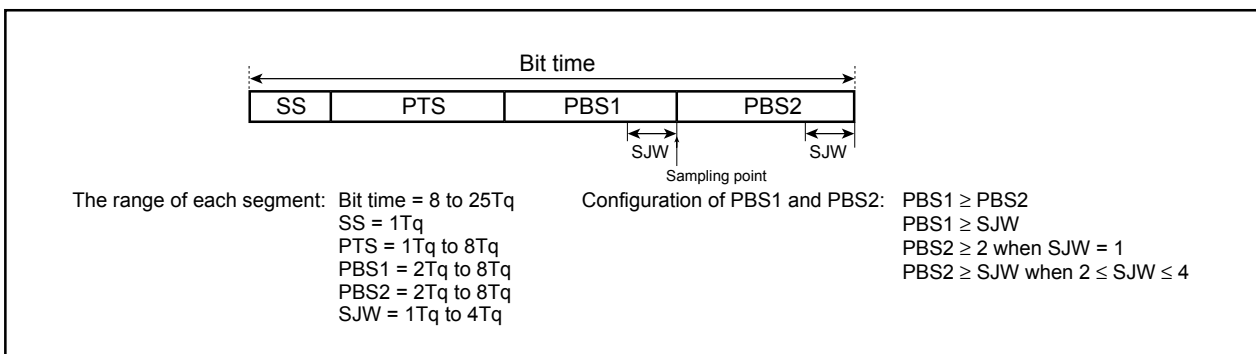 Bit time
SS PTS PBS1 PBS2
SJW SJW
Sampling point
The range of each segment: Bit time = 8 to 25Tq
SS = 1Tq
PTS = 1Tq to 8Tq
PBS1 = 2Tq to 8Tq
PBS2 = 2Tq to 8Tq
SJW = 1Tq to 4Tq
Configuration of PBS1 and PBS2: PBS1 ≥ PBS2
PBS1 ≥ SJW
PBS2 ≥ 2 when SJW = 1
PBS2 ≥ SJW when 2 ≤ SJW ≤ 4